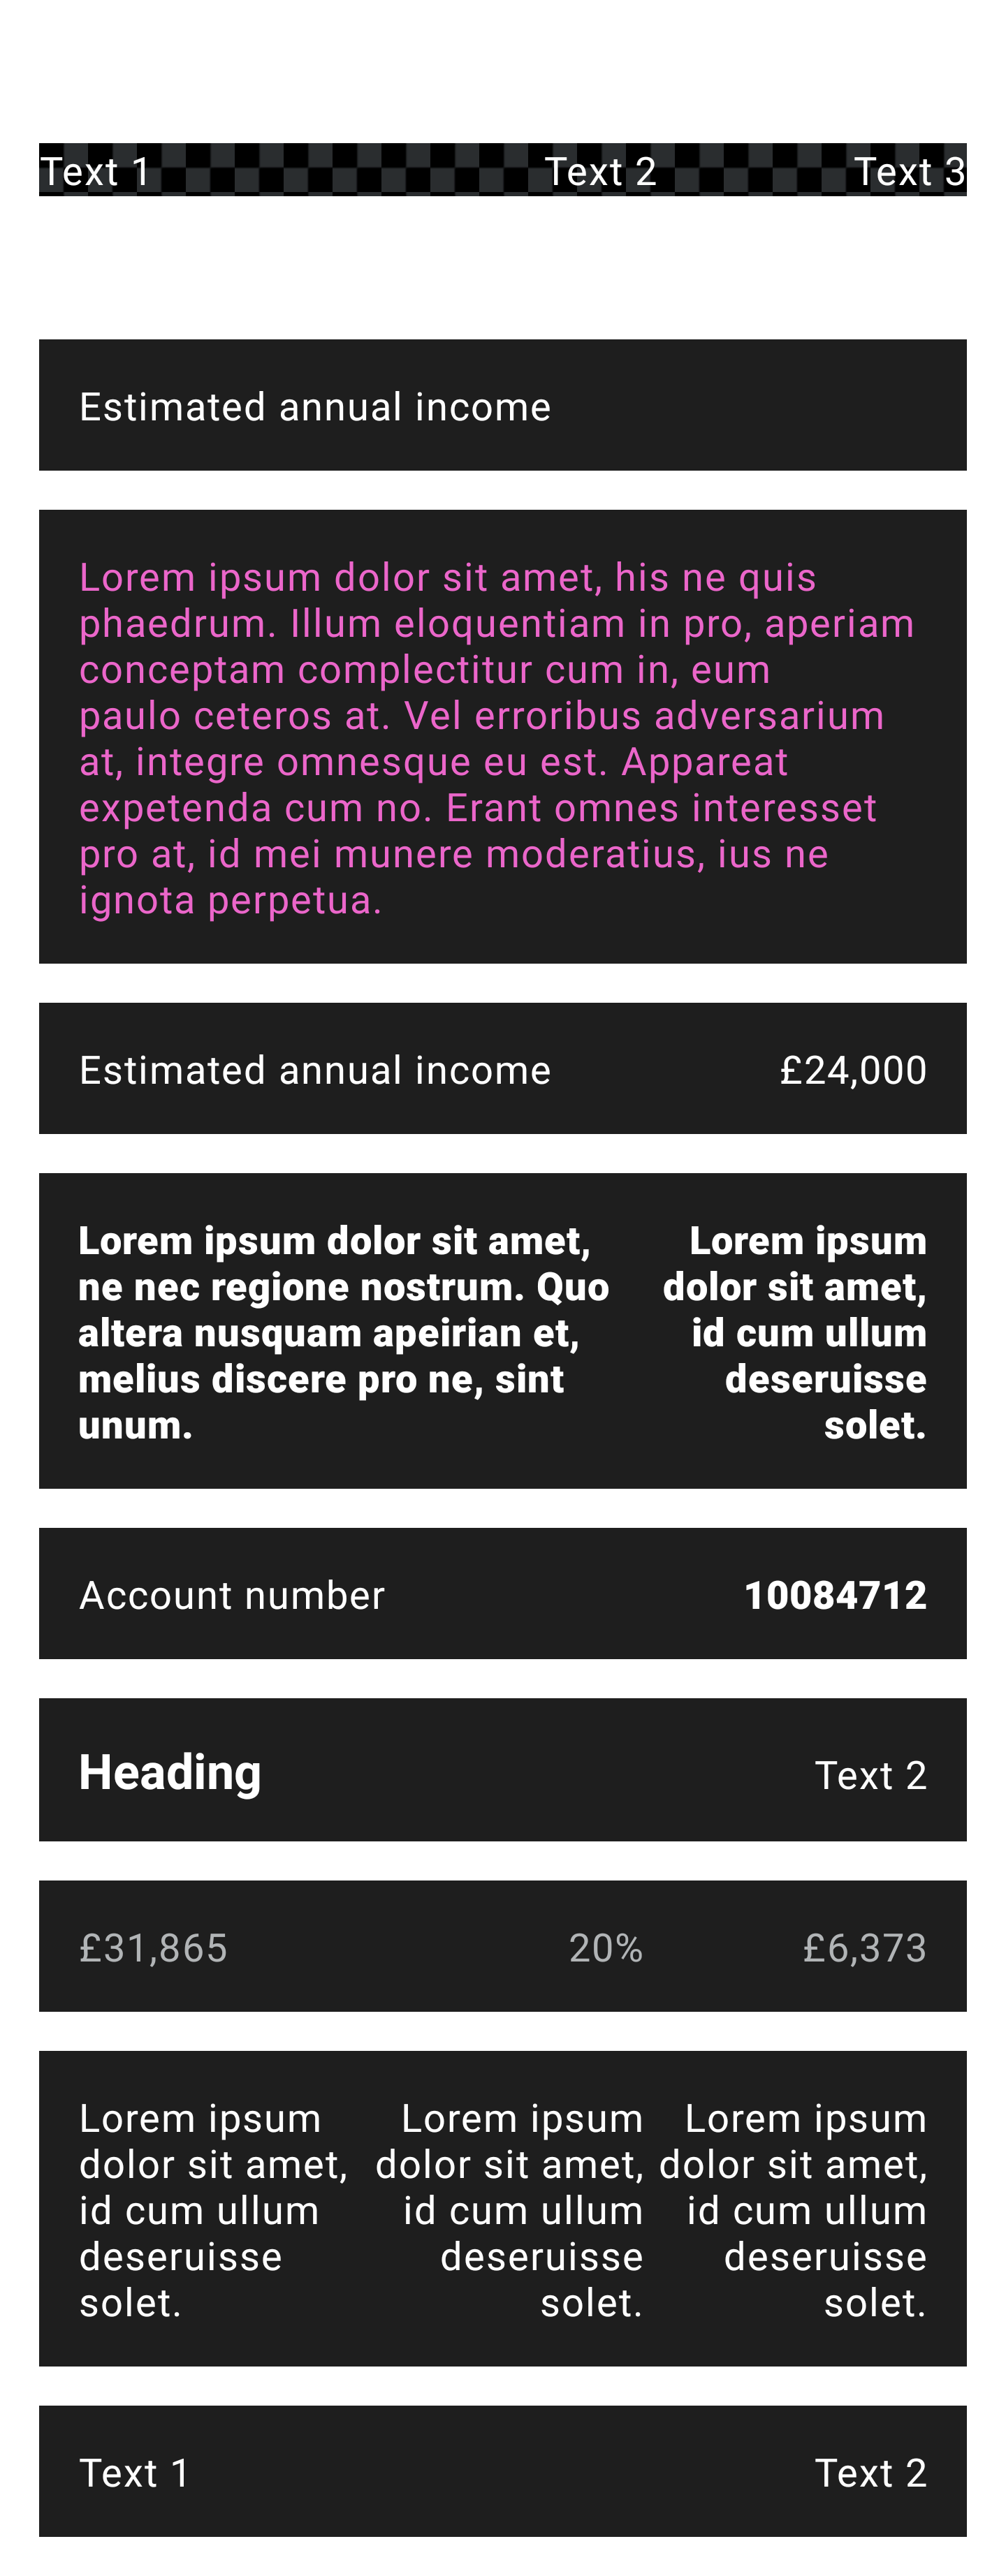 Text 1 Text 2 Text 3
Estimated annual income
Lorem ipsum dolor sit amet, his ne quis
phaedrum. Illum eloquentiam in pro, aperiam
conceptam complectitur cum in, eum
paulo ceteros at. Vel erroribus adversarium
at, integre omnesque eu est. Appareat
expetenda cum no. Erant omnes interesset
pro at, id mei munere moderatius, ius ne
ignota perpetua.
Estimated annual income £24,000
Lorem ipsum dolor sit amet,
ne nec regione nostrum. Quo
altera nusquam apeirian et,
melius discere pro ne, sint
unum.
Lorem ipsum
dolor sit amet,
id cum ullum
deseruisse
solet.
Account number 10084712
Heading Text 2
£31,865 20% £6,373
Lorem ipsum
dolor sit amet,
id cum ullum
deseruisse
solet.
Lorem ipsum
dolor sit amet,
id cum ullum
deseruisse
solet.
Lorem ipsum
dolor sit amet,
id cum ullum
deseruisse
solet.
Text 1 Text 2